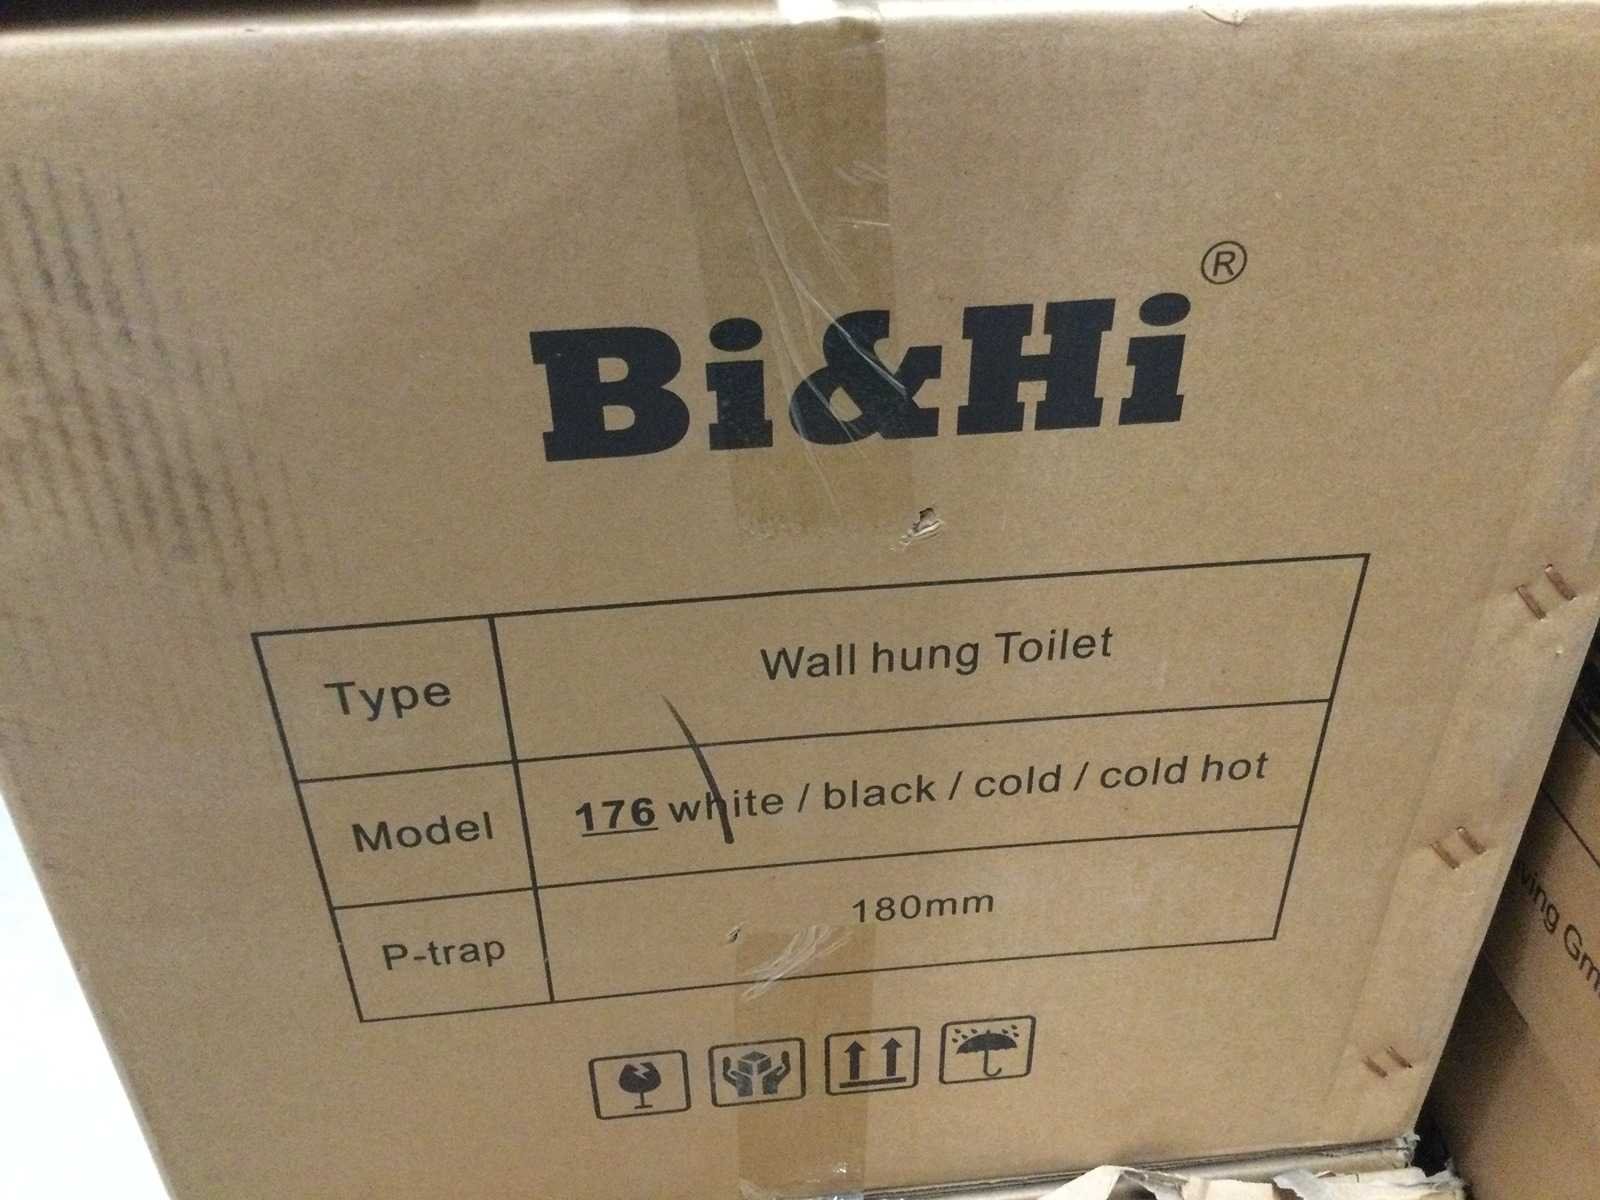 Bi&Hi®
Type Wall hung Toilet
Model 176 white / black / cold / cold hot
P-trap 180mm